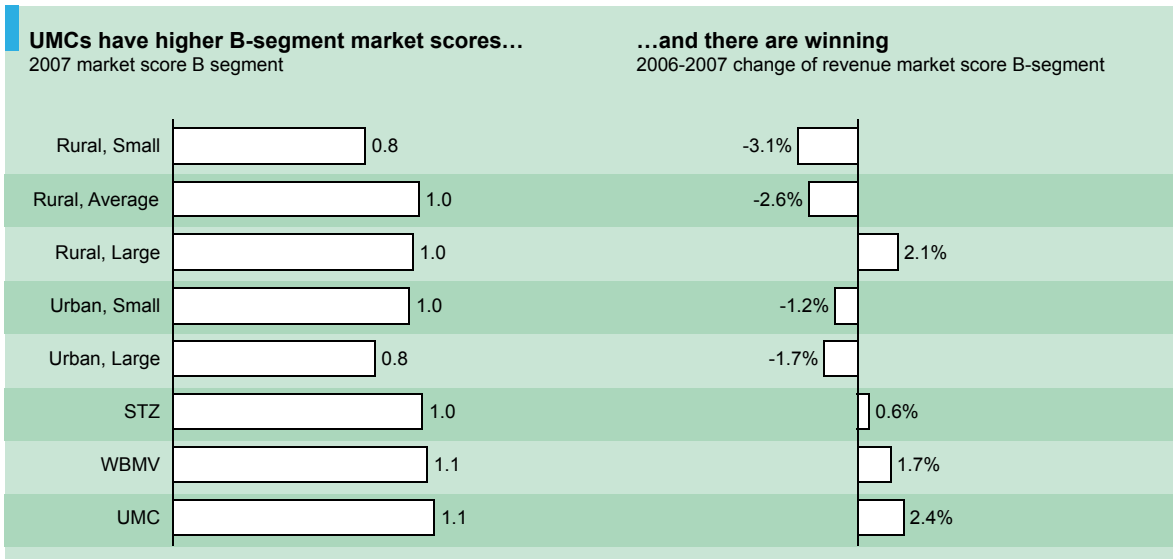 UMCs have higher B-segment market scores…
2007 market score B segment
…and there are winning
2006-2007 change of revenue market score B-segment
Rural, Small 0.8 -3.1%
Rural, Average 1.0 -2.6%
Rural, Large 1.0 2.1%
Urban, Small 1.0 -1.2%
Urban, Large 0.8 -1.7%
STZ 1.0 0.6%
WBMV 1.1 1.7%
UMC 1.1 2.4%